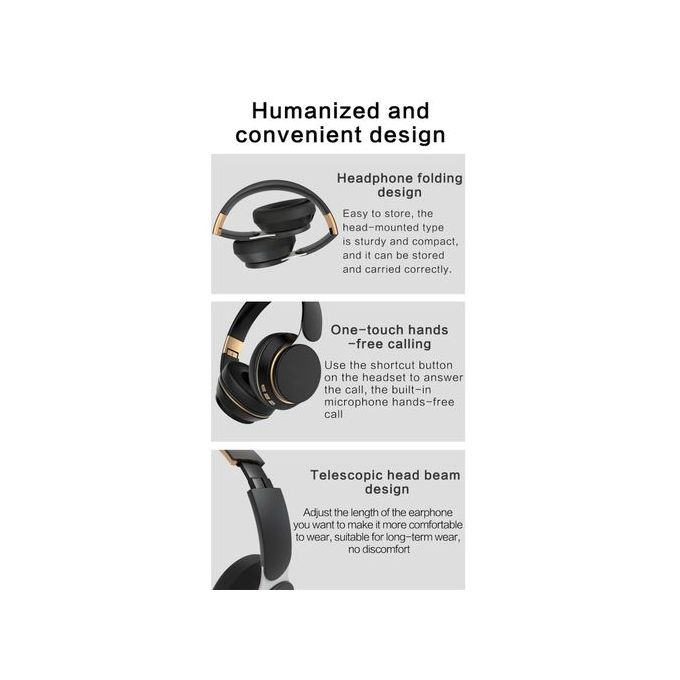 Humanized and
convenient design
Headphone folding
design
Easy to store, the
head-mounted type
is sturdy and compact,
and it can be stored
and carried correctly.
One-touch hands
-free calling
Use the shortcut button
on the headset to answer
the call, the built-in
microphone hands-free
call
Telescopic head beam
design
Adjust the length of the earphone
you want to make it more comfortable
to wear, suitable for long-term wear,
no discomfort